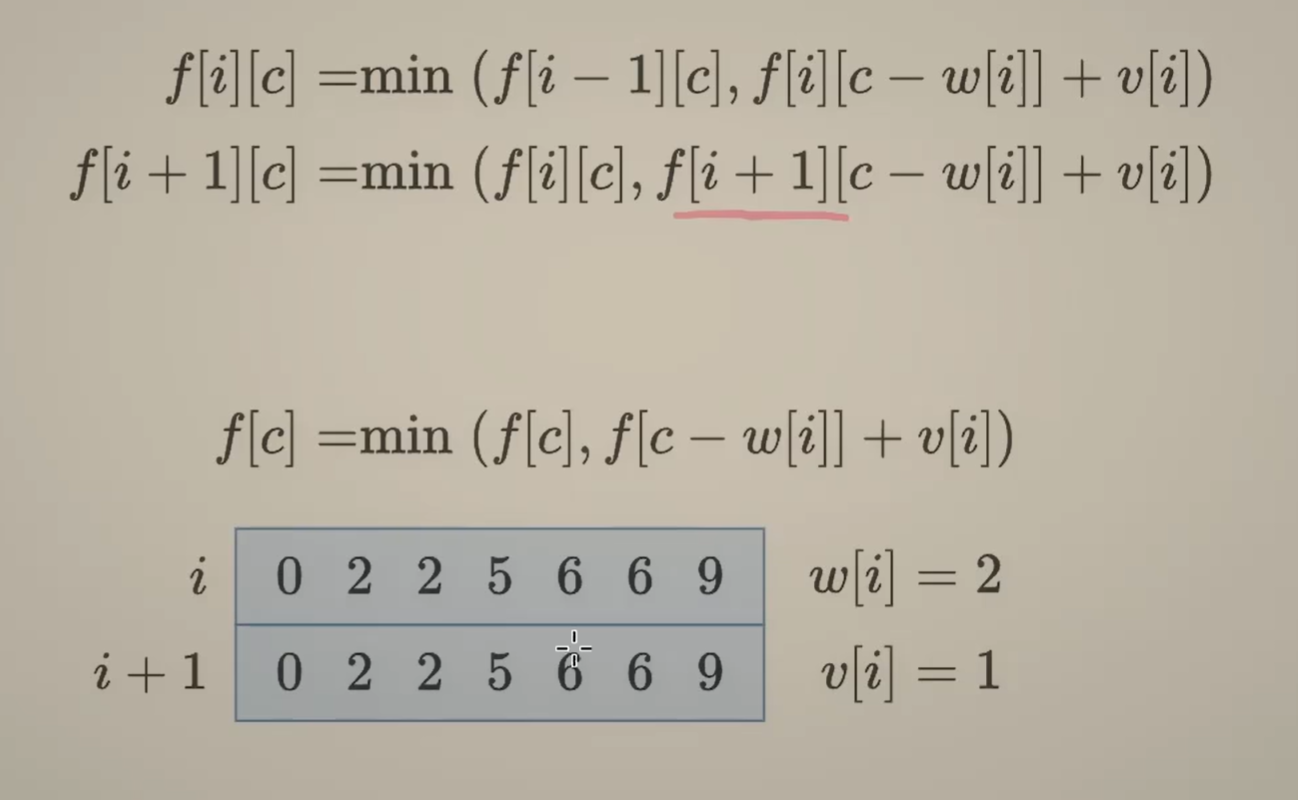 f[i][c] =min (f[i − 1][c], f[i][c − w[i]] + v[i])
f[i + 1][c] =min (f[i][c], f[i + 1][c − w[i]] + v[i])
f[c] =min (f[c], f[c − w[i]] + v[i])
i 0 2 2 5 6 6 9 w[i] = 2
i + 1 0 2 2 5 6 6 9 v[i] = 1